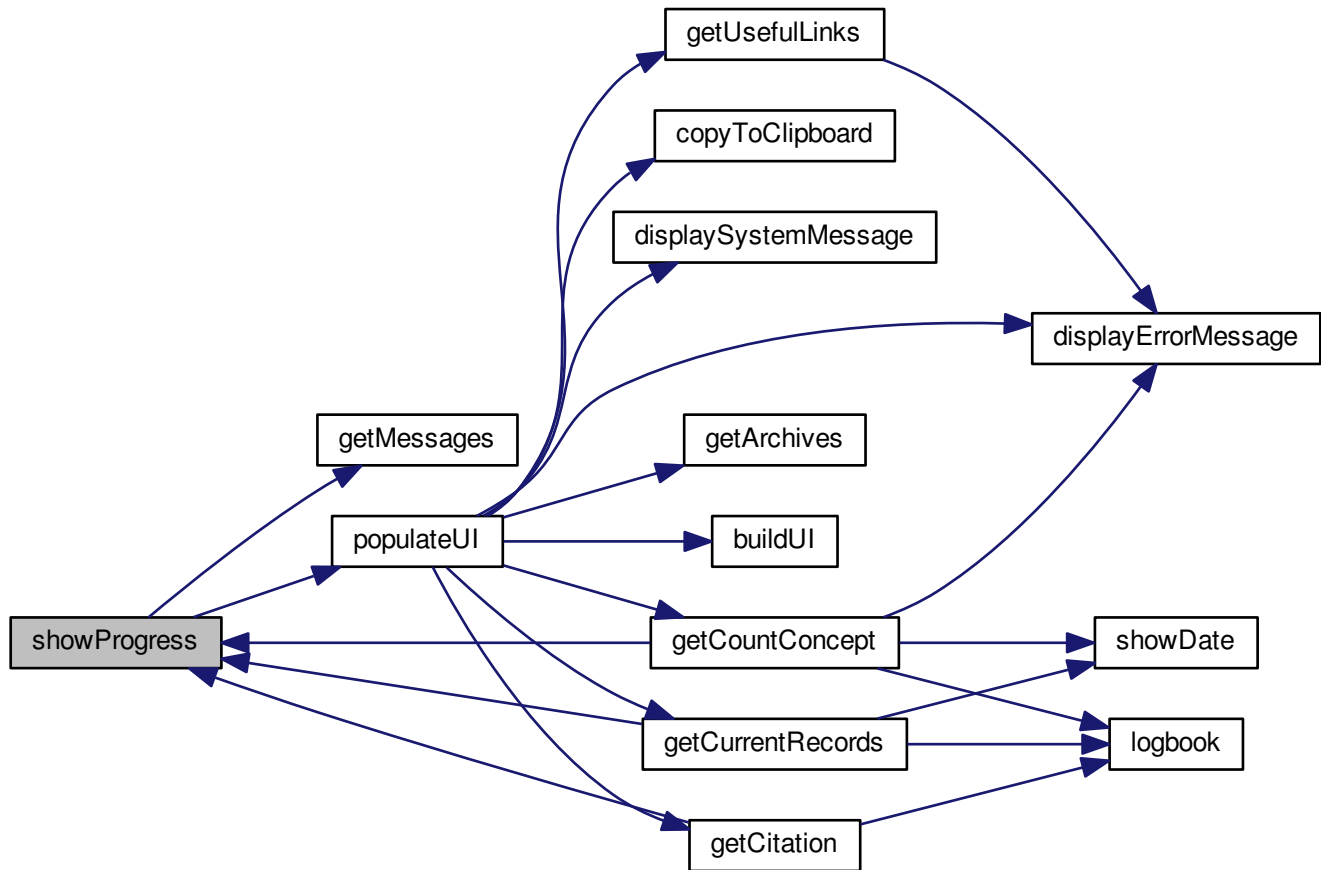 getUsefulLinks
copyToClipboard
displaySystemMessage
displayErrorMessage
getMessages
getArchives
populateUI
buildUI
showProgress
getCountConcept
showDate
getCurrentRecords
logbook
getCitation